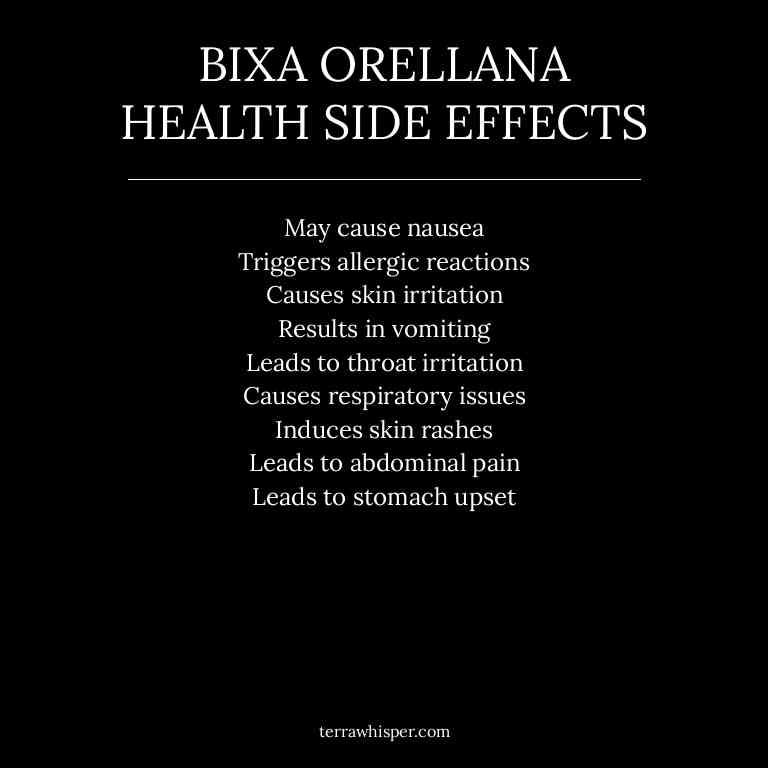 BIXA ORELLANA
HEALTH SIDE EFFECTS
May cause nausea
Triggers allergic reactions
Causes skin irritation
Results in vomiting
Leads to throat irritation
Causes respiratory issues
Induces skin rashes
Leads to abdominal pain
Leads to stomach upset
terrawhisper.com